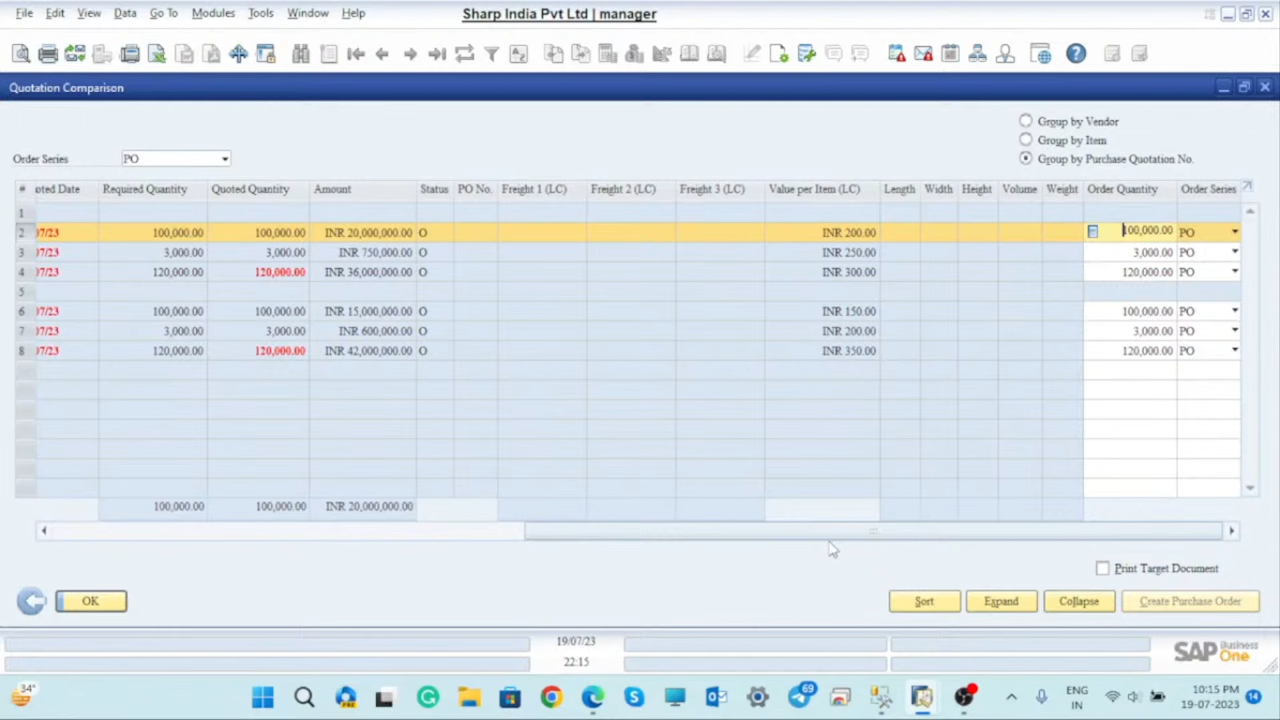 File Edit View Data Go To Modules Tools Window Help Sharp India Pvt Ltd | manager
Quotation Comparison
Group by Vendor
Group by Item
Order Series PO Group by Purchase Quotation No.
# oted Date Required Quantity Quoted Quantity Amount Status PO No. Freight 1 (LC) Freight 2 (LC) Freight 3 (LC) Value per Item (LC) Length Width Height Volume Weight Order Quantity Order Series
1
2 07/23 100,000.00 100,000.00 INR 20,000,000.00 O INR 200.00 100,000.00 PO
3 07/23 3,000.00 3,000.00 INR 750,000.00 O INR 250.00 3,000.00 PO
4 07/23 120,000.00 120,000.00 INR 36,000,000.00 O INR 300.00 120,000.00 PO
5
6 07/23 100,000.00 100,000.00 INR 15,000,000.00 O INR 150.00 100,000.00 PO
7 07/23 3,000.00 3,000.00 INR 600,000.00 O INR 200.00 3,000.00 PO
8 07/23 120,000.00 120,000.00 INR 42,000,000.00 O INR 350.00 120,000.00 PO
100,000.00 100,000.00 INR 20,000,000.00
Print Target Document
OK Sort Expand Collapse Create Purchase Order
19/07/23
22:15
SAP Business One
34° 69 ENG IN 10:15 PM 19-07-2023 14